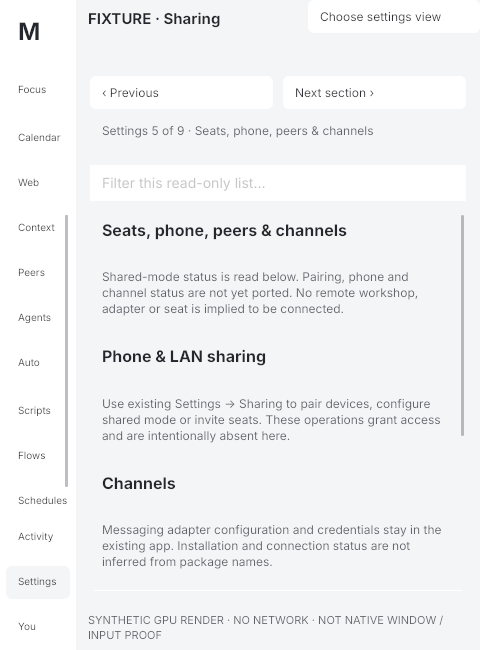 M
Focus
Calendar
Web
Context
Peers
Agents
Auto
Scripts
Flows
Schedules
Activity
Settings
You
FIXTURE · Sharing
Choose settings view
‹ Previous
Next section ›
Settings 5 of 9 · Seats, phone, peers & channels
Filter this read-only list...
Seats, phone, peers & channels
Shared-mode status is read below. Pairing, phone and
channel status are not yet ported. No remote workshop,
adapter or seat is implied to be connected.
Phone & LAN sharing
Use existing Settings → Sharing to pair devices, configure
shared mode or invite seats. These operations grant access
and are intentionally absent here.
Channels
Messaging adapter configuration and credentials stay in the
existing app. Installation and connection status are not
inferred from package names.
SYNTHETIC GPU RENDER · NO NETWORK · NOT NATIVE WINDOW /
INPUT PROOF